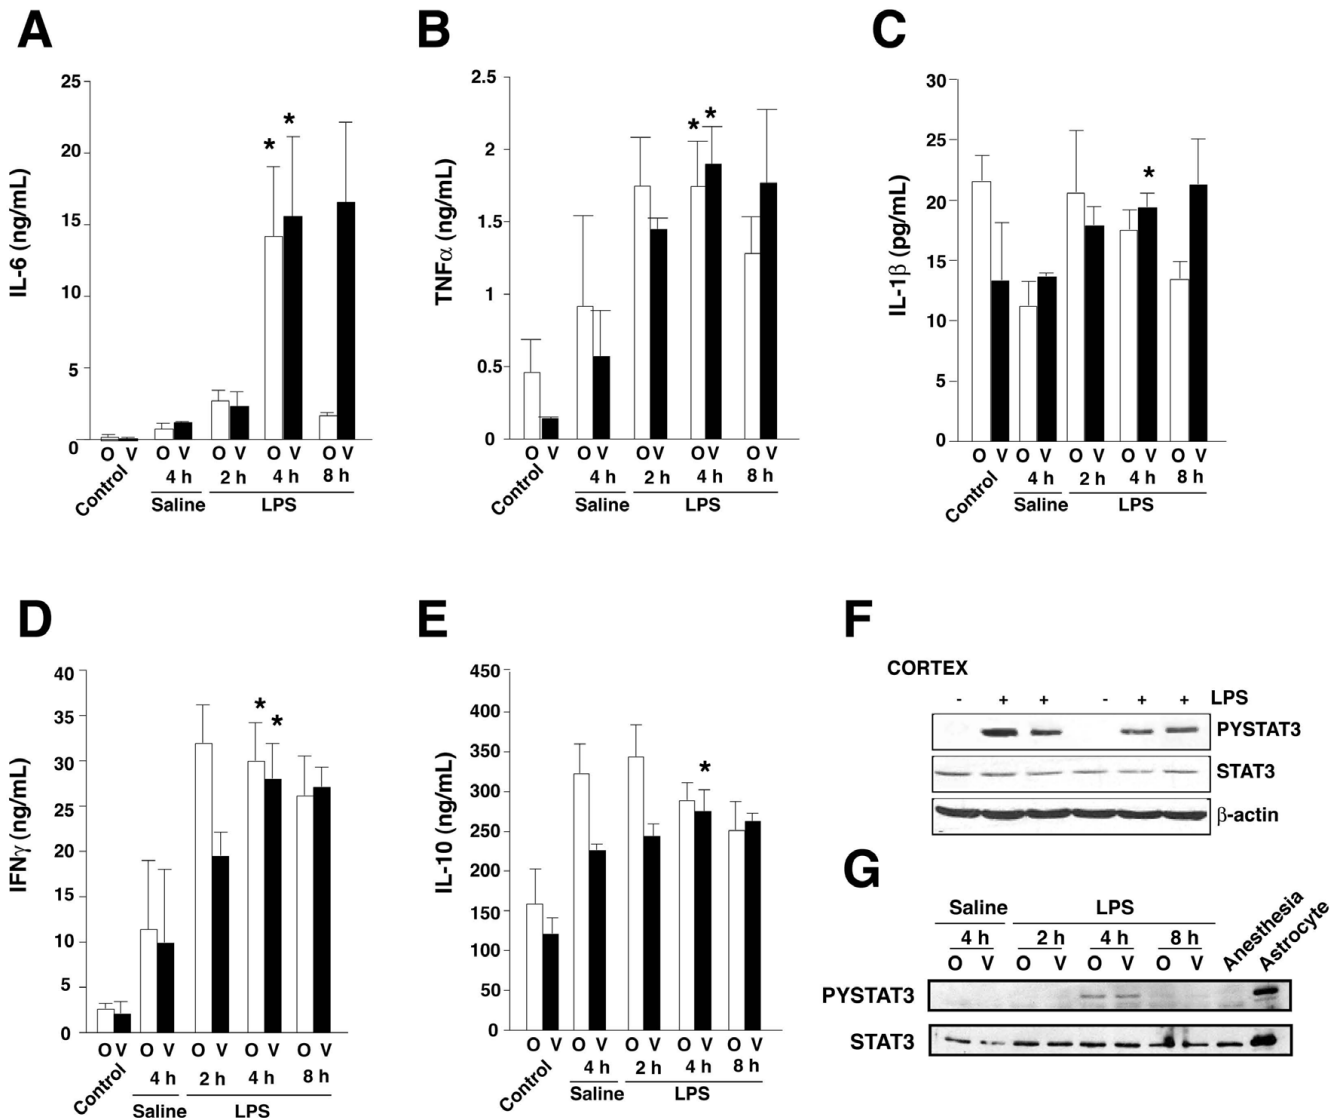 A
IL-6 (ng/mL)
25
20
15
10
5
0
* *
O V O V O V O V O V
Control 4 h 2 h 4 h 8 h
Saline LPS
B
TNFα (ng/mL)
2.5
2
1.5
1
0.5
0
* *
O V O V O V O V O V
Control 4 h 2 h 4 h 8 h
Saline LPS
C
IL-1β (pg/mL)
30
25
20
15
10
5
0
*
O V O V O V O V O V
Control 4 h 2 h 4 h 8 h
Saline LPS
D
IFNγ (ng/mL)
40
35
30
25
20
15
10
5
0
* *
O V O V O V O V O V
Control 4 h 2 h 4 h 8 h
Saline LPS
E
IL-10 (ng/mL)
450
400
350
300
250
200
150
100
50
0
*
O V O V O V O V O V
Control 4 h 2 h 4 h 8 h
Saline LPS
F
CORTEX
- + + - + + LPS
PYSTAT3
STAT3
β-actin
G
Saline LPS
4 h 2 h 4 h 8 h
O V O V O V O V Anesthesia Astrocyte
PYSTAT3
STAT3